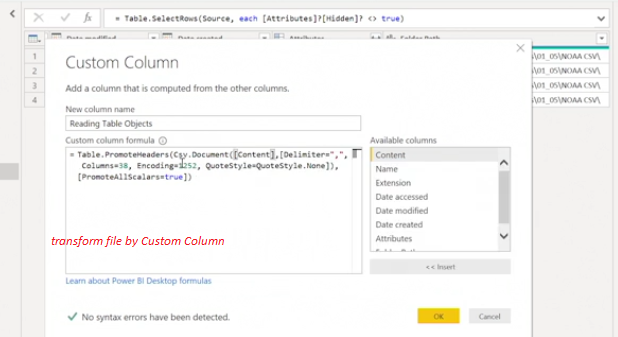 = Table.SelectRows(Source, each [Attributes]?[Hidden]? <> true)
Date modified Date created Attributes Folder Path
Custom Column
Add a column that is computed from the other columns.
New column name
Reading Table Objects
Custom column formula
Available columns
= Table.PromoteHeaders(Csv.Document([Content],[Delimiter=",",
Columns=38, Encoding=1252, QuoteStyle=QuoteStyle.None]),
[PromoteAllScalars=true])
Content
Name
Extension
Date accessed
Date modified
Date created
Attributes
transform file by Custom Column
<< Insert
Learn about Power BI Desktop formulas
No syntax errors have been detected.
OK
Cancel
1
\01_05\NOAA CSV\
2
\01_05\NOAA CSV\
3
\01_05\NOAA CSV\
4
\01_05\NOAA CSV\